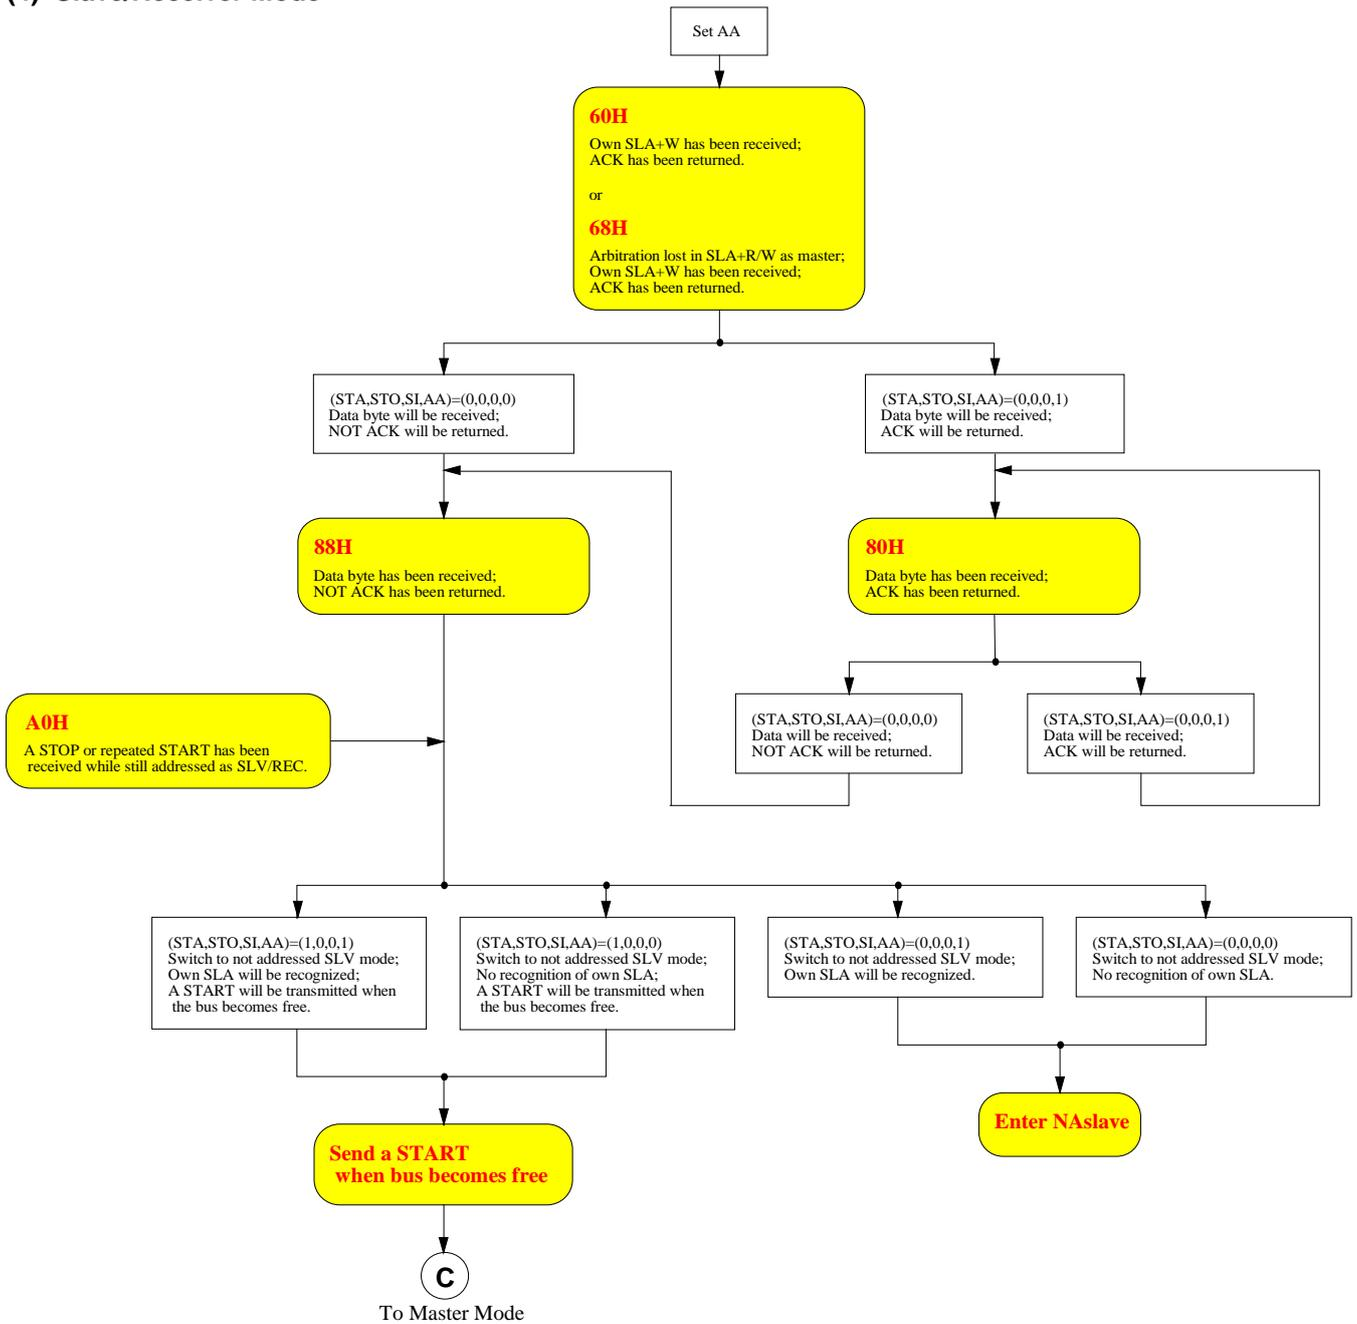 Set AA
60H
Own SLA+W has been received;
ACK has been returned.
or
68H
Arbitration lost in SLA+R/W as master;
Own SLA+W has been received;
ACK has been returned.
(STA,STO,SI,AA)=(0,0,0,0)
Data byte will be received;
NOT ACK will be returned.
(STA,STO,SI,AA)=(0,0,0,1)
Data byte will be received;
ACK will be returned.
88H
Data byte has been received;
NOT ACK has been returned.
80H
Data byte has been received;
ACK has been returned.
A0H
A STOP or repeated START has been
received while still addressed as SLV/REC.
(STA,STO,SI,AA)=(0,0,0,0)
Data will be received;
NOT ACK will be returned.
(STA,STO,SI,AA)=(0,0,0,1)
Data will be received;
ACK will be returned.
(STA,STO,SI,AA)=(1,0,0,1)
Switch to not addressed SLV mode;
Own SLA will be recognized;
A START will be transmitted when
the bus becomes free.
(STA,STO,SI,AA)=(1,0,0,0)
Switch to not addressed SLV mode;
No recognition of own SLA;
A START will be transmitted when
the bus becomes free.
(STA,STO,SI,AA)=(0,0,0,1)
Switch to not addressed SLV mode;
Own SLA will be recognized.
(STA,STO,SI,AA)=(0,0,0,0)
Switch to not addressed SLV mode;
No recognition of own SLA.
Enter NAslave
Send a START
when bus becomes free
C
To Master Mode